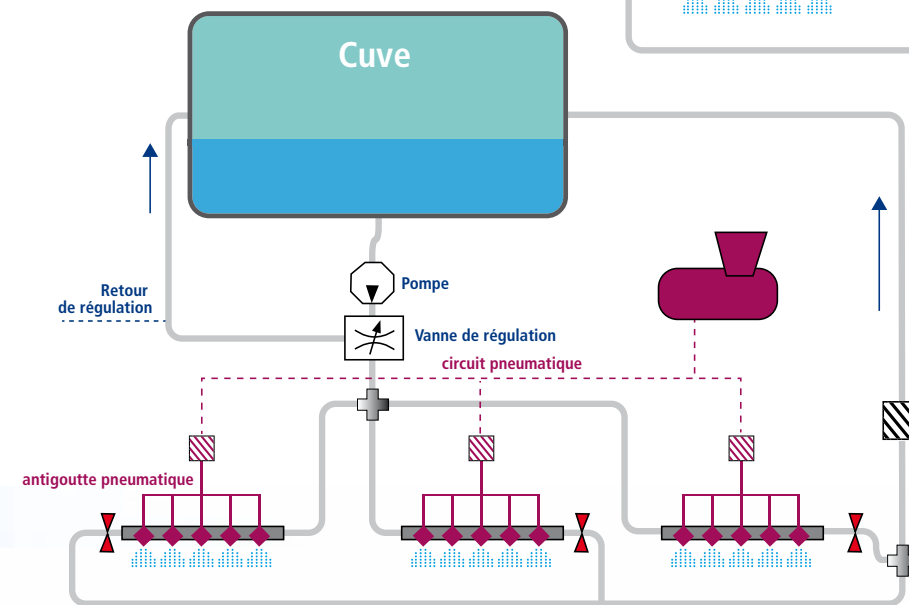 Cuve
Pompe
Retour
de régulation
Vanne de régulation
circuit pneumatique
antigoutte pneumatique